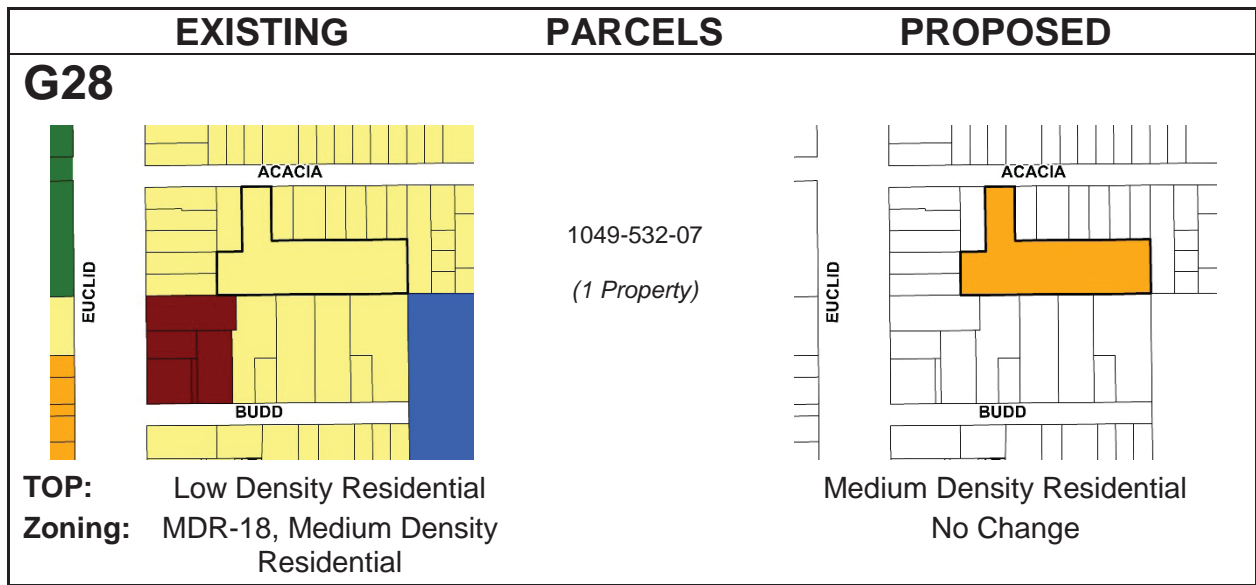 EXISTING PARCELS PROPOSED
G28
ACACIA
EUCLID
BUDD
1049-532-07
(1 Property)
ACACIA
EUCLID
BUDD
TOP: Low Density Residential Medium Density Residential
Zoning: MDR-18, Medium Density No Change
Residential